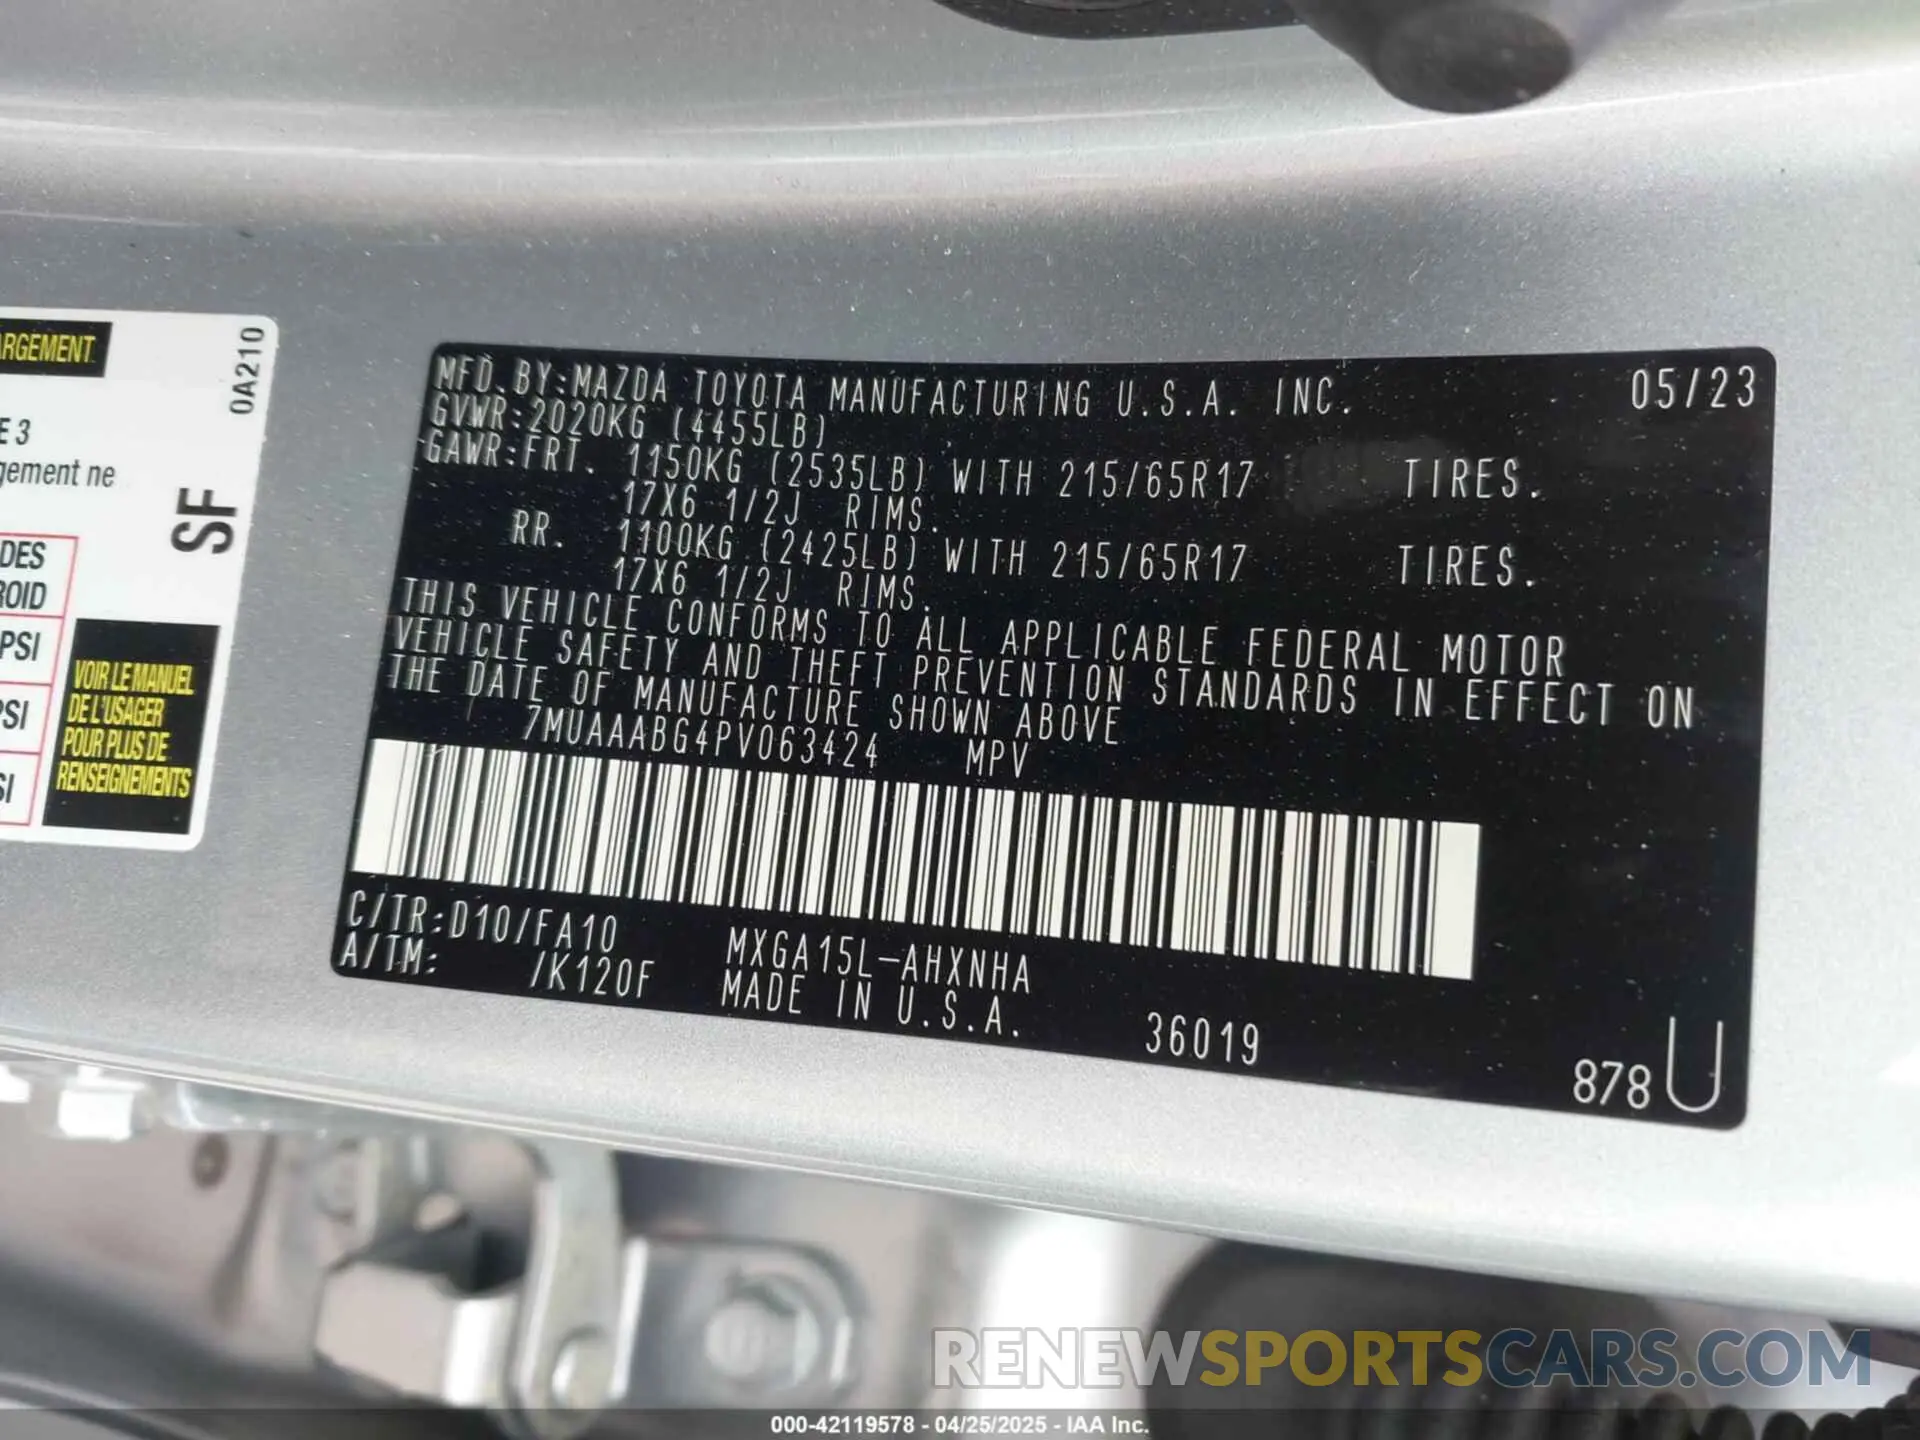 ARGEMENT
0A210
E 3
gement ne
SF
DES
ROID
PSI
PSI
SI
VOIR LE MANUEL
DE L'USAGER
POUR PLUS DE
RENSEIGNEMENTS
MFD. BY:MAZDA TOYOTA MANUFACTURING U.S.A. INC. 05/23
GVWR:2020KG (4455LB)
GAWR:FRT. 1150KG (2535LB) WITH 215/65R17 TIRES.
17X6 1/2J RIMS.
RR. 1100KG (2425LB) WITH 215/65R17 TIRES.
17X6 1/2J RIMS.
THIS VEHICLE CONFORMS TO ALL APPLICABLE FEDERAL MOTOR
VEHICLE SAFETY AND THEFT PREVENTION STANDARDS IN EFFECT ON
THE DATE OF MANUFACTURE SHOWN ABOVE
7MUAAABG4PV063424 MPV
C/TR:D10/FA10 MXGA15L-AHXNHA
A/TM: /K120F MADE IN U.S.A.
36019
878 U
RENEWSPORTSCARS.COM
000-42119578 - 04/25/2025 - IAA Inc.